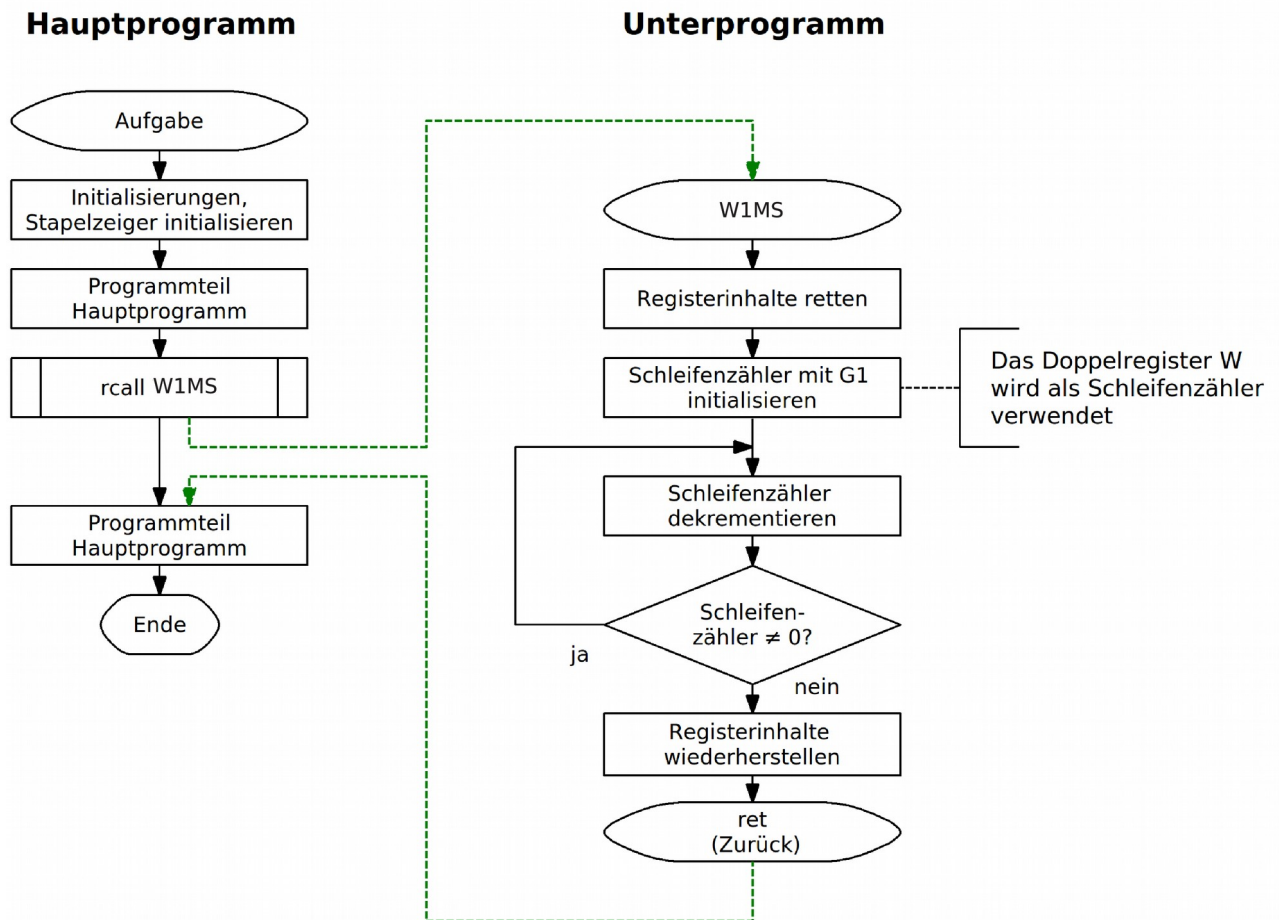 Hauptprogramm
Aufgabe
Initialisierungen,
Stapelzeiger initialisieren
Programmteil
Hauptprogramm
rcall W1MS
Programmteil
Hauptprogramm
Ende
Unterprogramm
W1MS
Registerinhalte retten
Schleifenzähler mit G1
initialisieren
Das Doppelregister W
wird als Schleifenzähler
verwendet
Schleifenzähler
dekrementieren
Schleifen-
zähler ≠ 0?
ja
nein
Registerinhalte
wiederherstellen
ret
(Zurück)